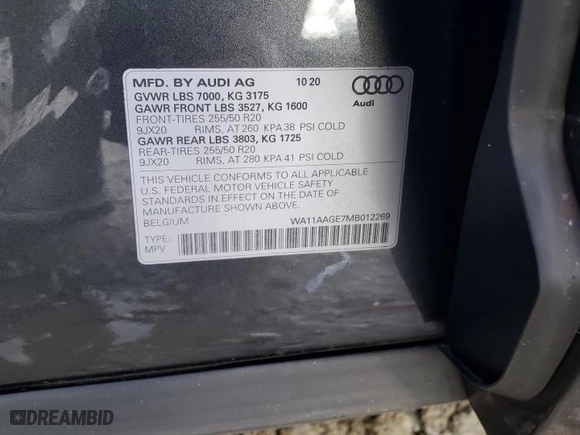 MFD. BY AUDI AG 10 20
GVWR LBS 7000, KG 3175
GAWR FRONT LBS 3527, KG 1600
FRONT-TIRES 255/50 R20
9JX20 RIMS, AT 260 KPA 38 PSI COLD
GAWR REAR LBS 3803, KG 1725
REAR-TIRES 255/50 R20
9JX20 RIMS, AT 280 KPA 41 PSI COLD
Audi
THIS VEHICLE CONFORMS TO ALL APPLICABLE
U.S. FEDERAL MOTOR VEHICLE SAFETY
STANDARDS IN EFFECT ON THE DATE OF
MANUFACTURE SHOWN ABOVE.
BELGIUM WA11AAGE7MB012269
TYPE:
MPV
DREAMBID